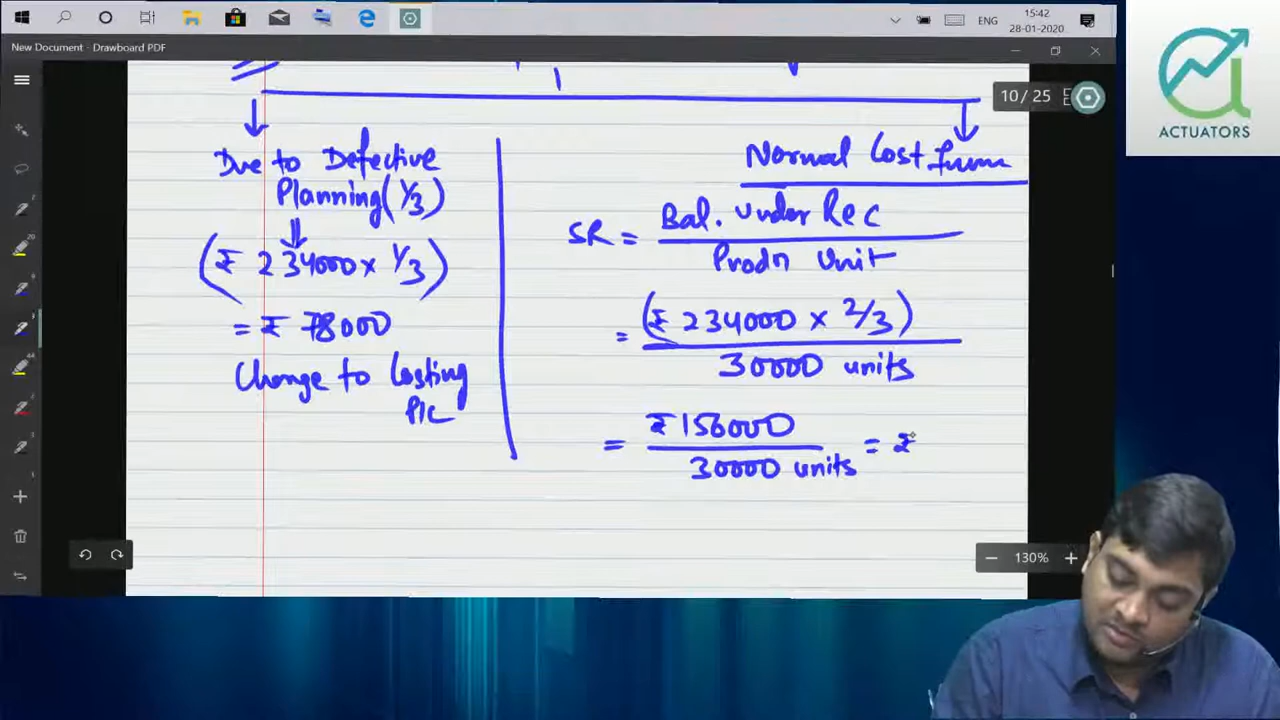 15:42
ENG
28-01-2020
New Document - Drawboard PDF
ACTUATORS
10 / 25
Due to Defective
Planning (1/3)
(₹ 234000 x 1/3)
= ₹ 78000
Charge to Costing
P/L
Normal Cost
SR = Bal. Under Rec
Prodn Unit
= (₹ 234000 x 2/3)
30000 units
= ₹ 156000 = ₹
30000 units
130%